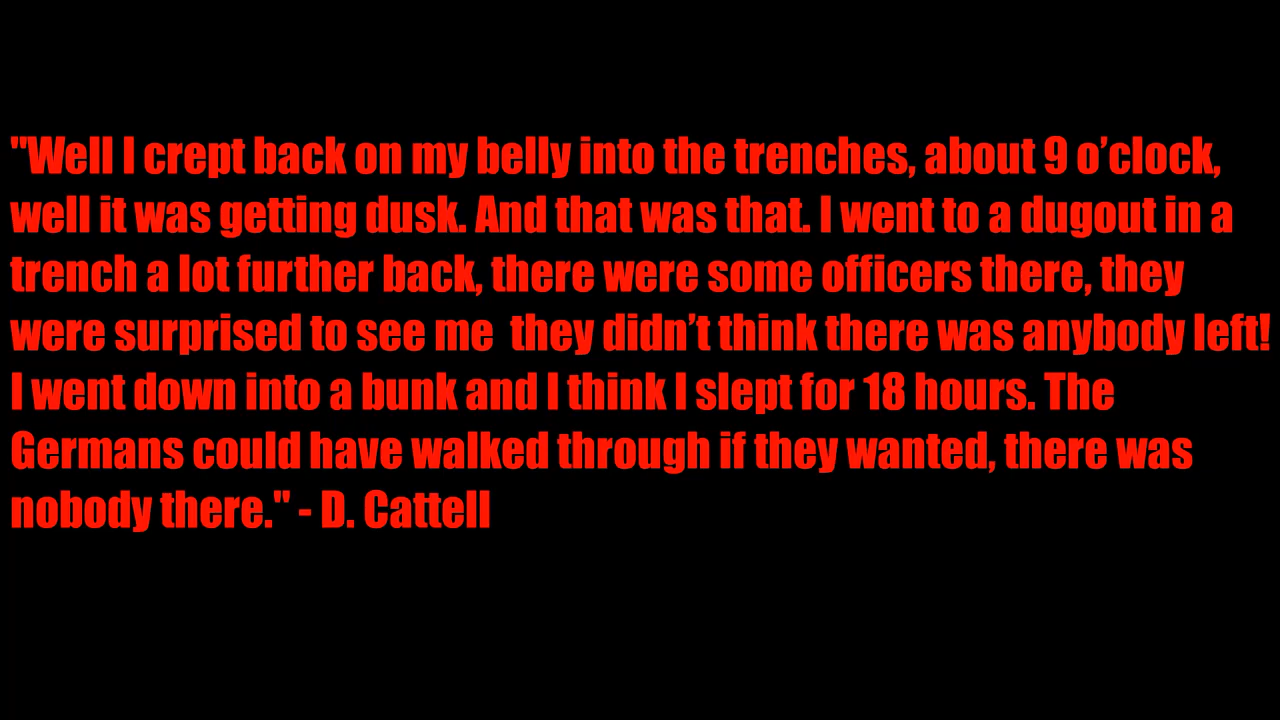 "Well I crept back on my belly into the trenches, about 9 o’clock,
well it was getting dusk. And that was that. I went to a dugout in a
trench a lot further back, there were some officers there, they
were surprised to see me  they didn’t think there was anybody left!
I went down into a bunk and I think I slept for 18 hours. The
Germans could have walked through if they wanted, there was
nobody there." - D. Cattell